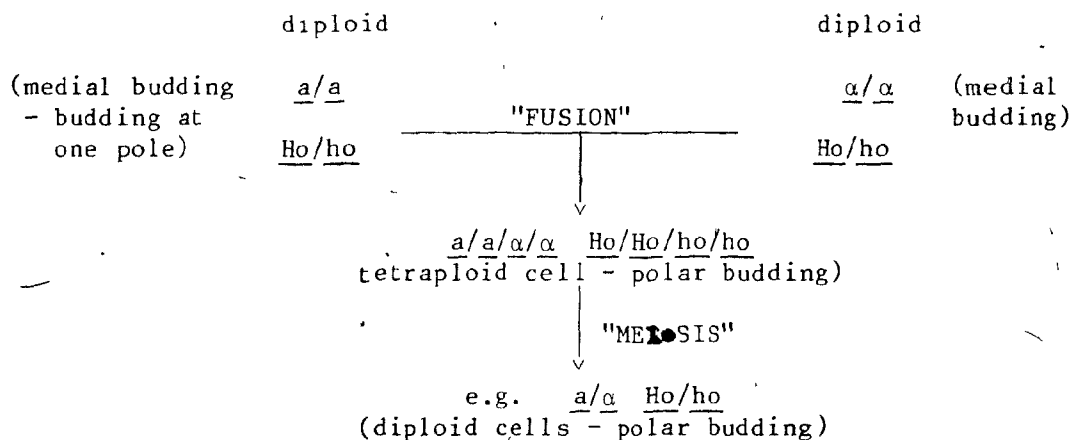 diploid diploid
(medial budding a/a α/α (medial
- budding at "FUSION" budding)
one pole) Ho/ho Ho/ho
a/a/α/α Ho/Ho/ho/ho
tetraploid cell - polar budding)
"MEIOSIS"
e.g. a/α Ho/ho
(diploid cells - polar budding)